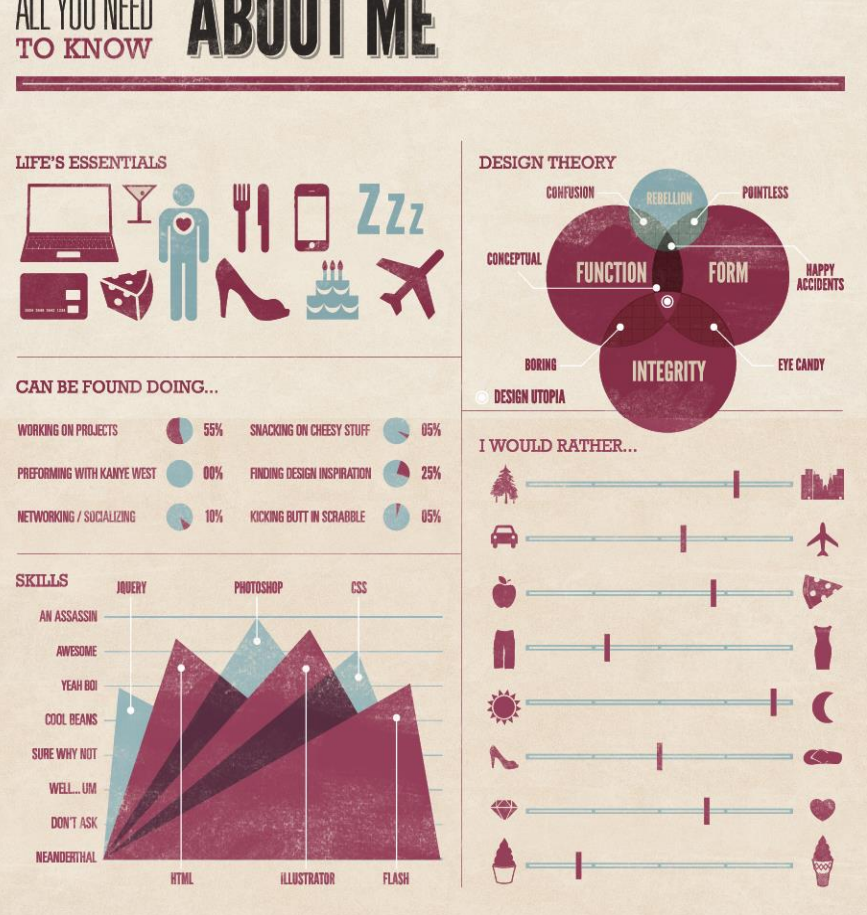 ALL YOU NEED
TO KNOW
ABOUT ME
LIFE'S ESSENTIALS
ZZZ
CAN BE FOUND DOING...
WORKING ON PROJECTS 55%
SNACKING ON CHEESY STUFF 05%
PREFORMING WITH KANYE WEST 00%
FINDING DESIGN INSPIRATION 25%
NETWORKING / SOCIALIZING 10%
KICKING BUTT IN SCRABBLE 05%
SKILLS
JQUERY
PHOTOSHOP
CSS
AN ASSASSIN
AWESOME
YEAH BOI
COOL BEANS
SURE WHY NOT
WELL... UM
DON'T ASK
NEANDERTHAL
HTML
ILLUSTRATOR
FLASH
DESIGN THEORY
CONFUSION
REBELLION
POINTLESS
CONCEPTUAL
FUNCTION
FORM
HAPPY
ACCIDENTS
BORING
INTEGRITY
EYE CANDY
DESIGN UTOPIA
I WOULD RATHER...